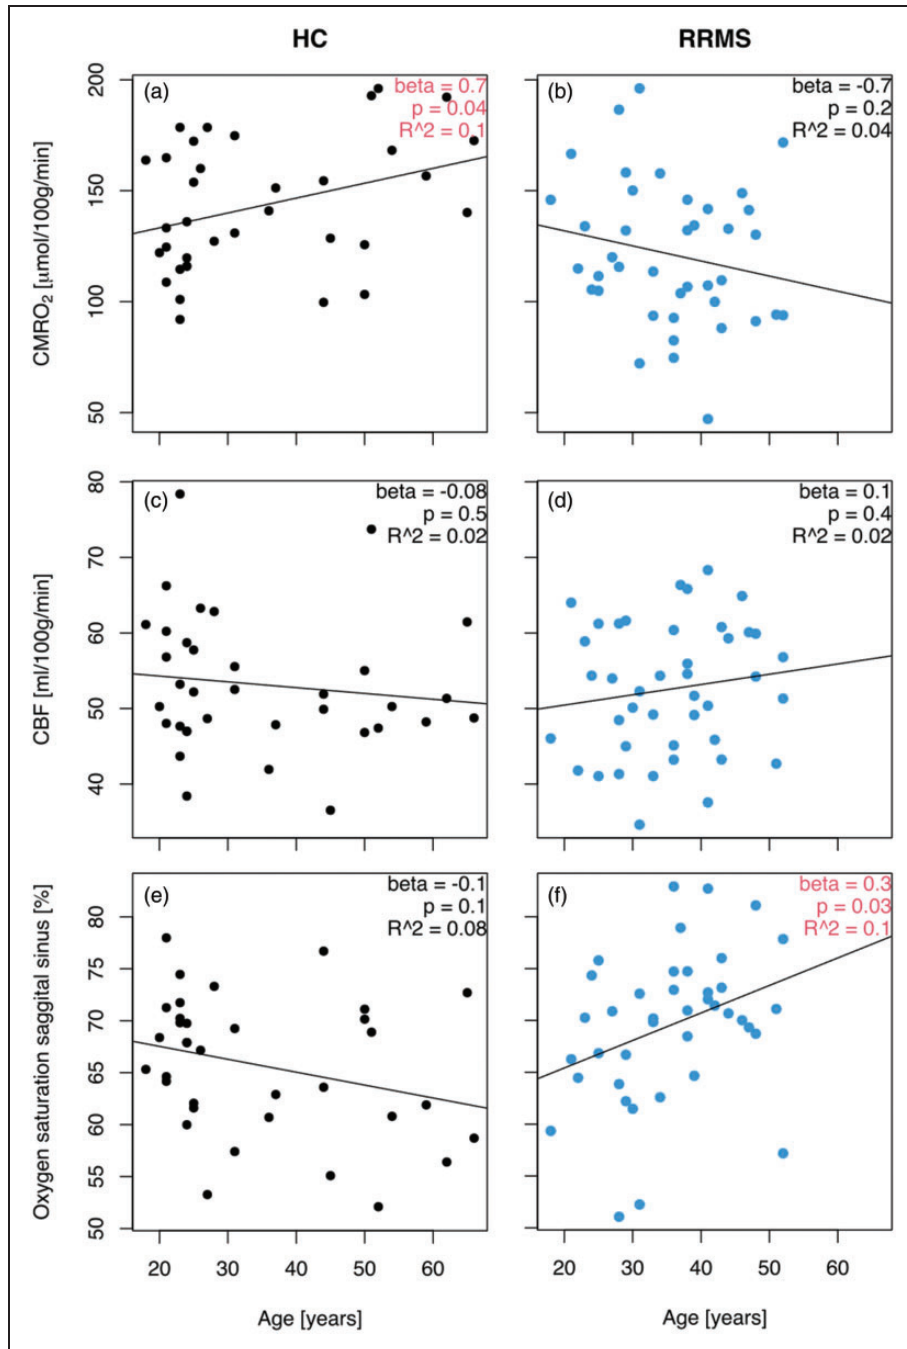 HC
RRMS
(a)
beta = 0.7
p = 0.04
R^2 = 0.1
(b)
beta = -0.7
p = 0.2
R^2 = 0.04
CMRO₂ [μmol/100g/min]
200
150
100
50
(c)
beta = -0.08
p = 0.5
R^2 = 0.02
(d)
beta = 0.1
p = 0.4
R^2 = 0.02
CBF [ml/100g/min]
80
70
60
50
40
(e)
beta = -0.1
p = 0.1
R^2 = 0.08
(f)
beta = 0.3
p = 0.03
R^2 = 0.1
Oxygen saturation saggital sinus [%]
80
75
70
65
60
55
50
20 30 40 50 60
20 30 40 50 60
Age [years]
Age [years]